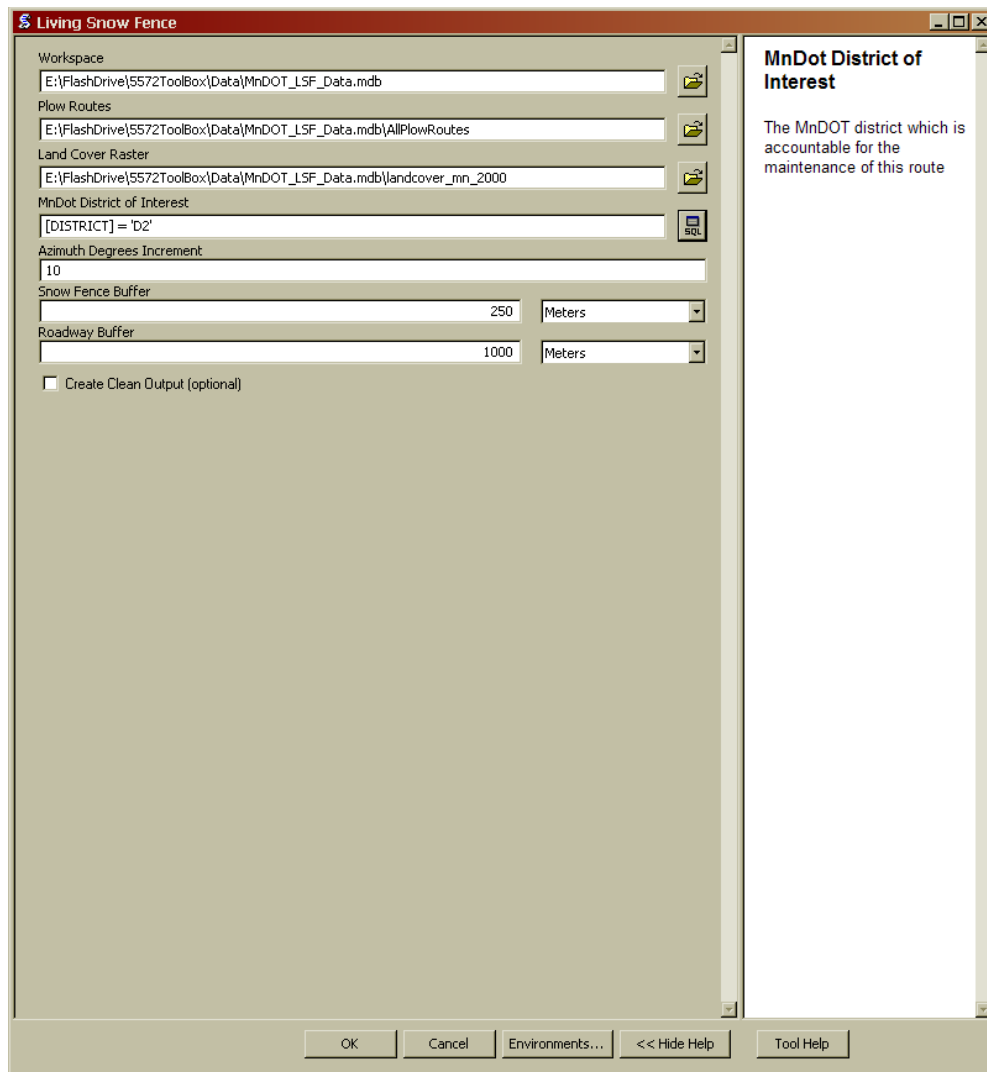 Living Snow Fence
Workspace
E:\FlashDrive\5572ToolBox\Data\MnDOT_LSF_Data.mdb
Plow Routes
E:\FlashDrive\5572ToolBox\Data\MnDOT_LSF_Data.mdb\AllPlowRoutes
Land Cover Raster
E:\FlashDrive\5572ToolBox\Data\MnDOT_LSF_Data.mdb\landcover_mn_2000
MnDot District of Interest
[DISTRICT] = 'D2'
SQL
Azimuth Degrees Increment
10
Snow Fence Buffer
250 Meters
Roadway Buffer
1000 Meters
Create Clean Output (optional)
MnDot District of
Interest
The MnDOT district which is
accountable for the
maintenance of this route
OK Cancel Environments... << Hide Help Tool Help